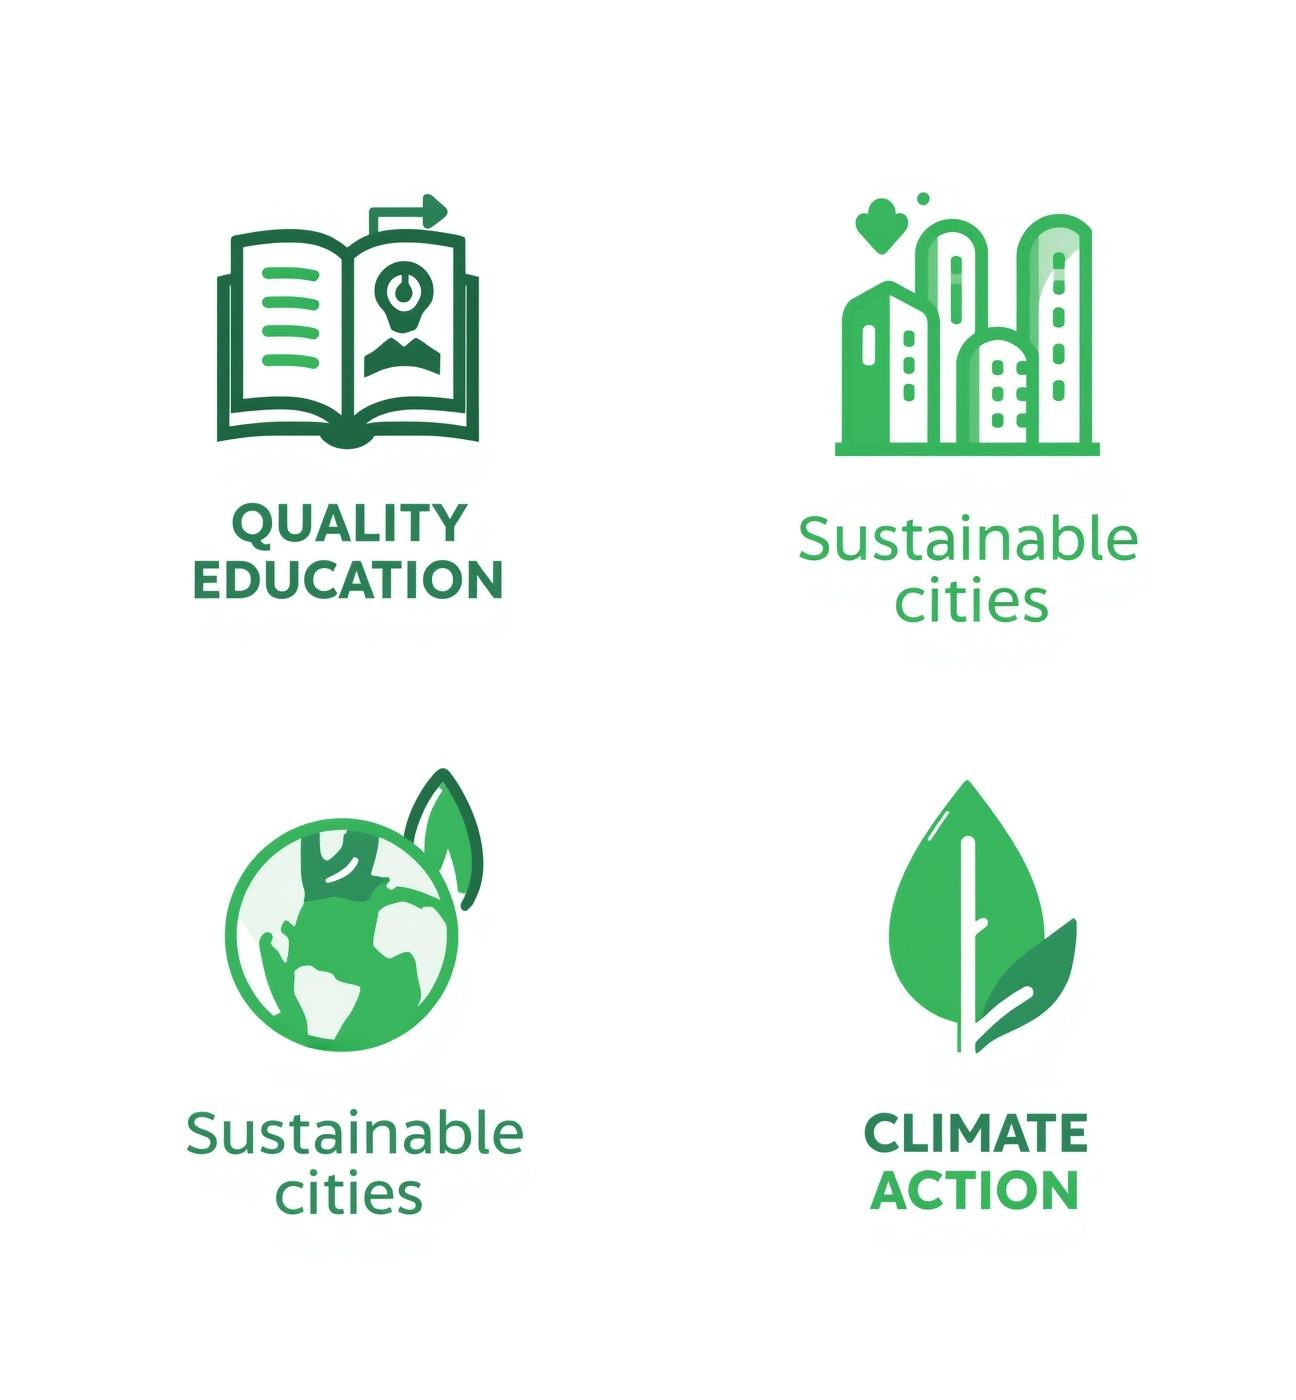 QUALITY
EDUCATION
Sustainable
cities
Sustainable
cities
CLIMATE
ACTION